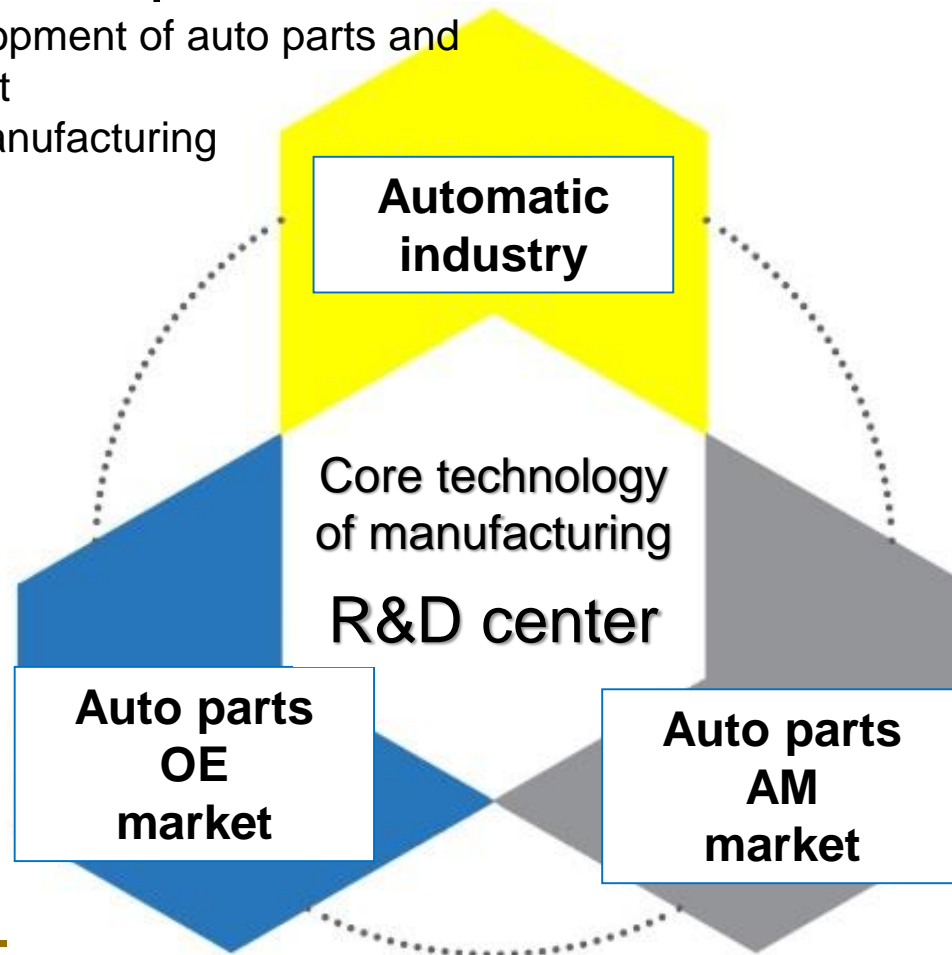 opment of auto parts and
t
anufacturing
Automatic
industry
Core technology
of manufacturing
R&D center
Auto parts
OE
market
Auto parts
AM
market